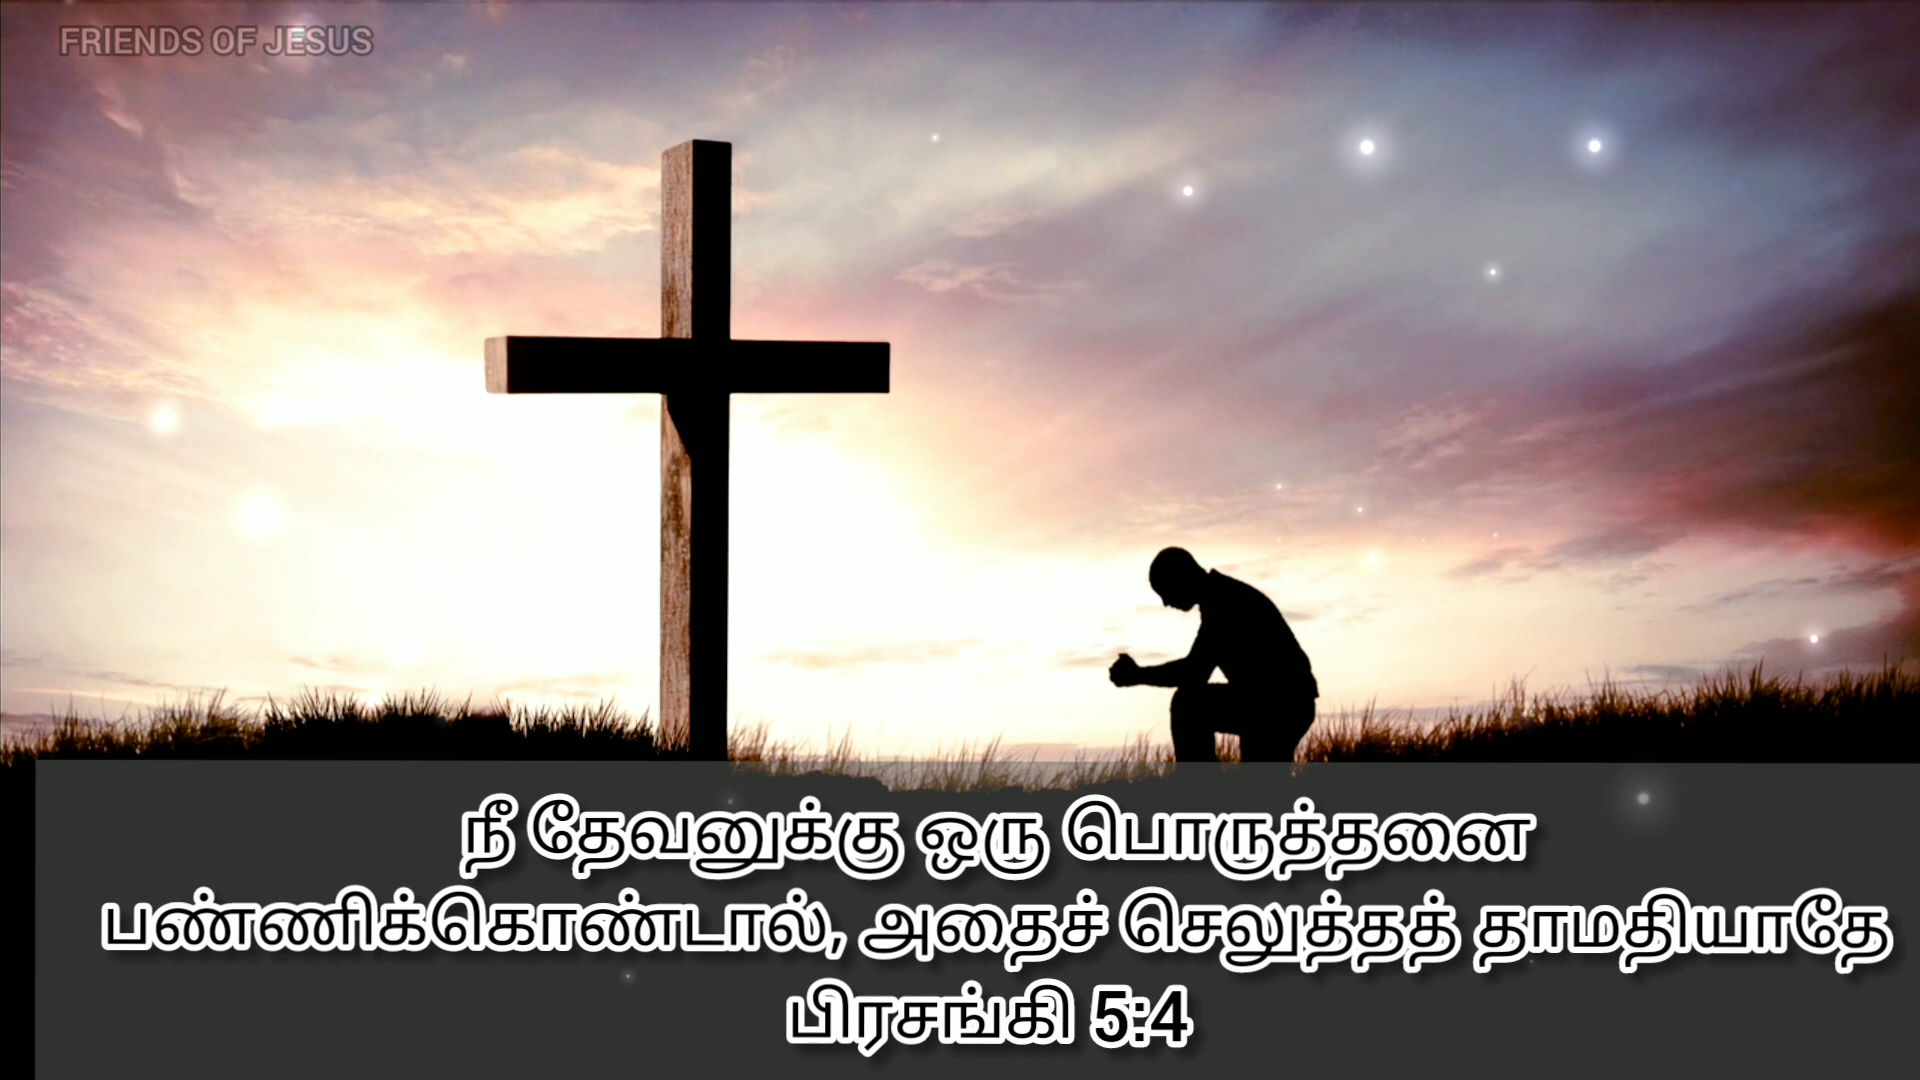 FRIENDS OF JESUS
நீ தேவனுக்கு ஒரு பொருத்தனை
பண்ணிக்கொண்டால், அதைச் செலுத்தத் தாமதியாதே
பிரசங்கி 5:4